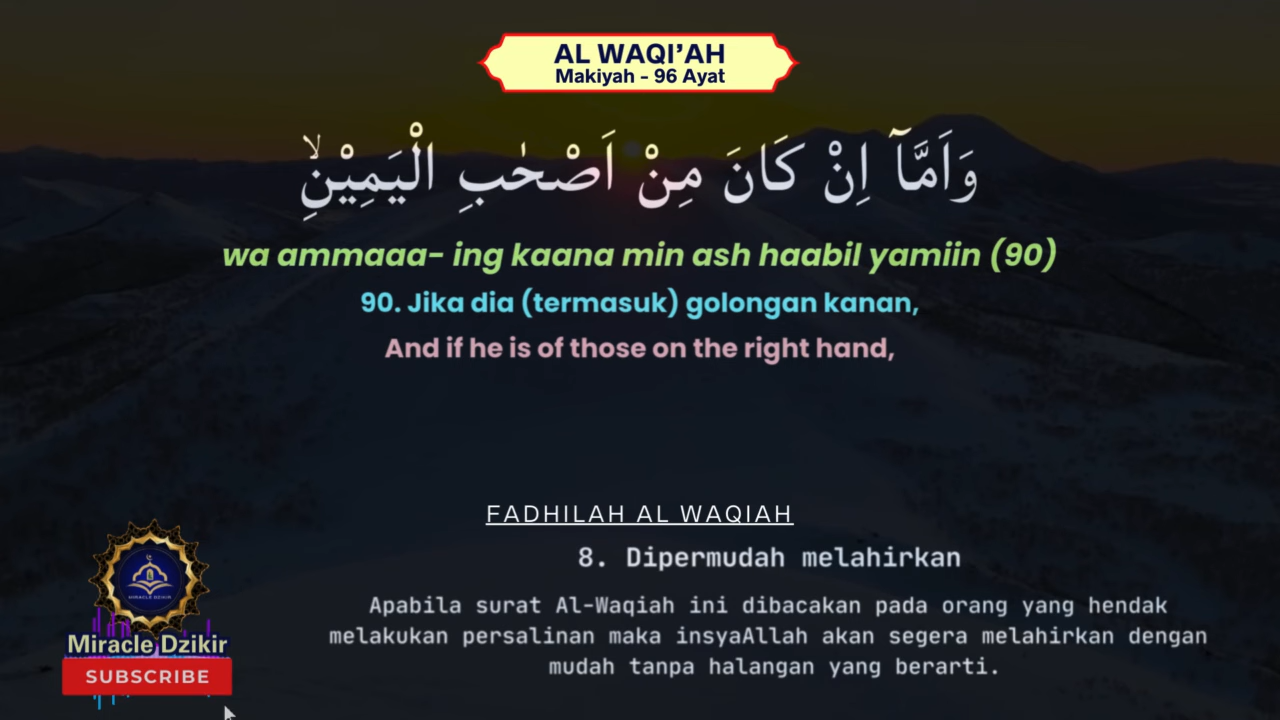 AL WAQI'AH
Makiyah - 96 Ayat
وَاَمَّآ اِنْ كَانَ مِنْ اَصْحٰبِ الْيَمِيْنِۙ
wa ammaaa- ing kaana min ash haabil yamiin (90)
90. Jika dia (termasuk) golongan kanan,
And if he is of those on the right hand,
FADHILAH AL WAQIAH
8. Dipermudah melahirkan
Apabila surat Al-Waqiah ini dibacakan pada orang yang hendak
melakukan persalinan maka insyaAllah akan segera melahirkan dengan
mudah tanpa halangan yang berarti.
MIRACLE DZIKIR
Miracle Dzikir
SUBSCRIBE